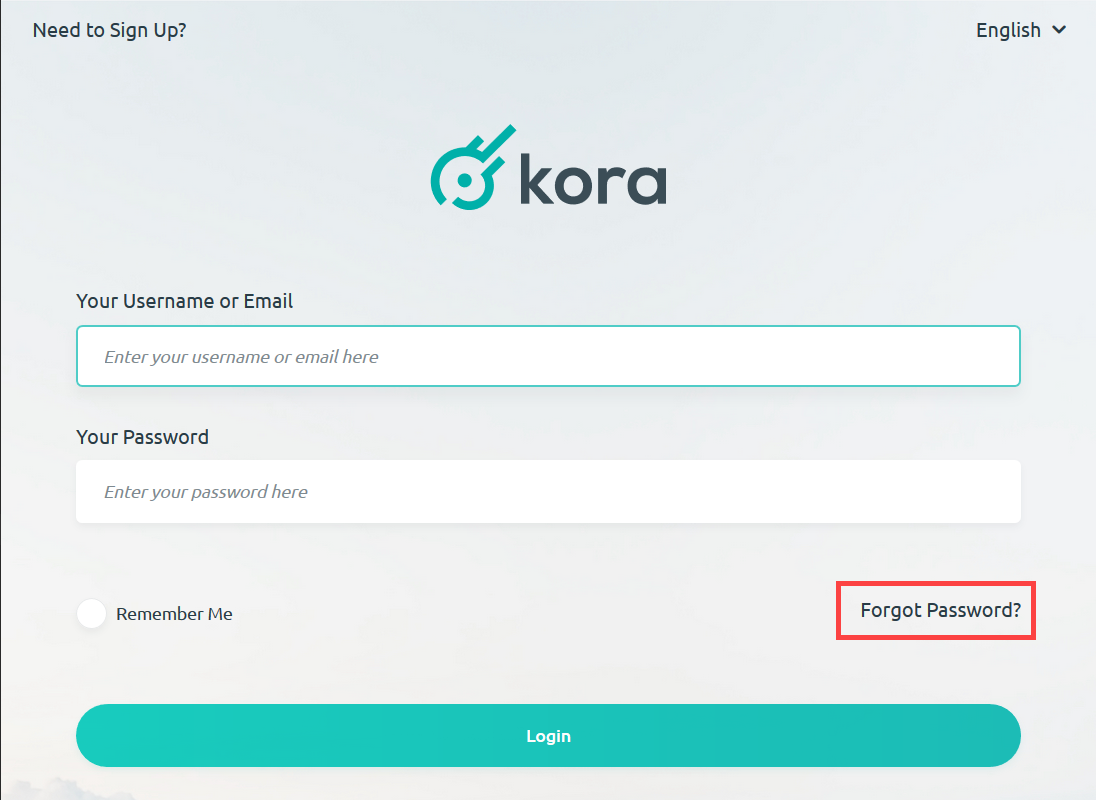 Need to Sign Up?
English
kora
Your Username or Email
Enter your username or email here
Your Password
Enter your password here
Remember Me
Forgot Password?
Login